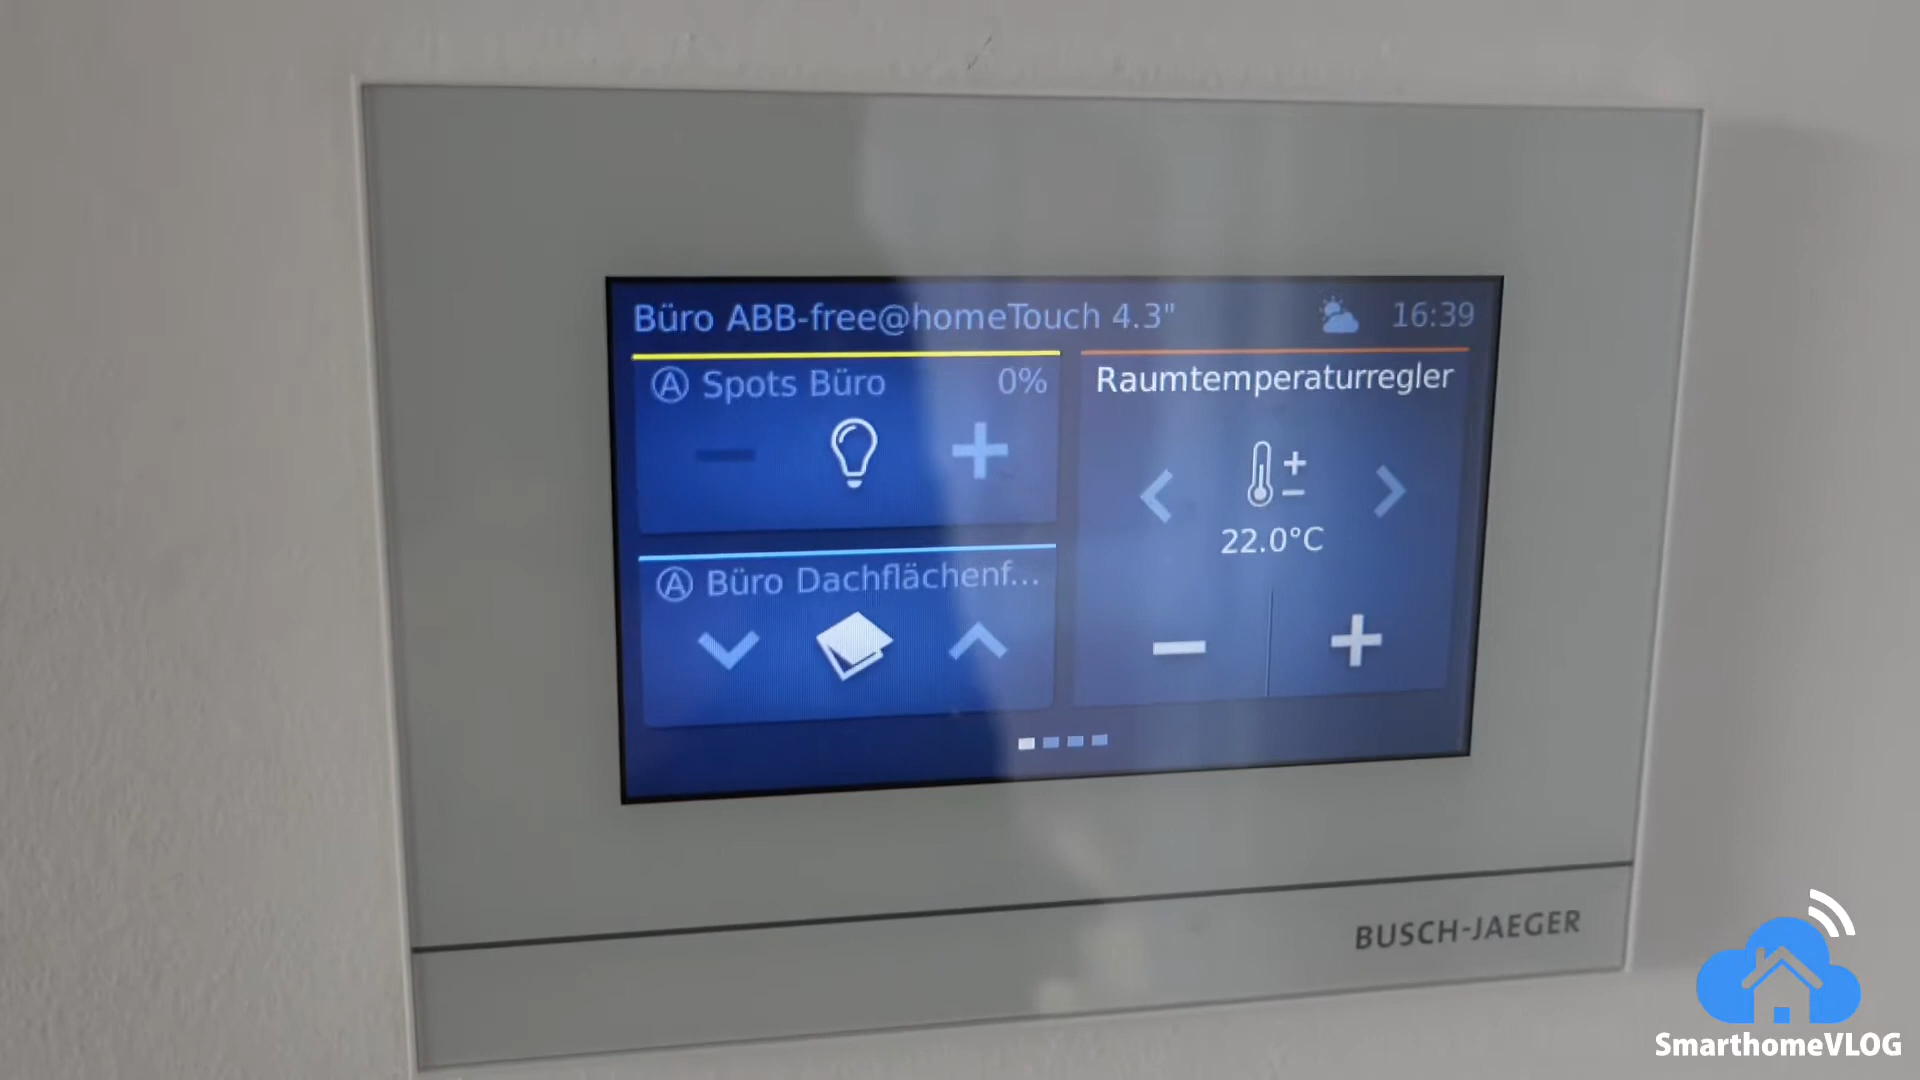 Büro ABB-free@homeTouch 4.3" 16:39
Ⓐ Spots Büro 0%
Raumtemperaturregler
22.0°C
Ⓐ Büro Dachflächenf...
BUSCH-JAEGER
SmarthomeVLOG